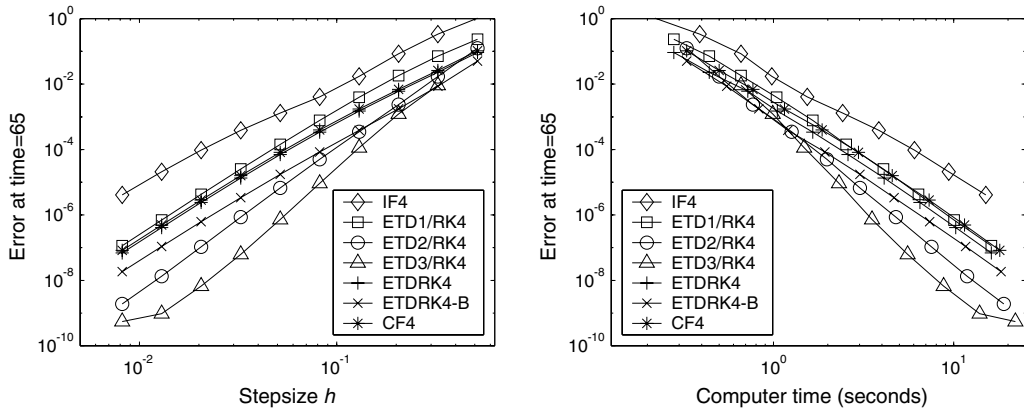 Error at time=65
10^0
10^-2
10^-4
10^-6
10^-8
10^-10
IF4
ETD1/RK4
ETD2/RK4
ETD3/RK4
ETDRK4
ETDRK4-B
CF4
10^-2
10^-1
Stepsize h
Error at time=65
10^0
10^-2
10^-4
10^-6
10^-8
10^-10
IF4
ETD1/RK4
ETD2/RK4
ETD3/RK4
ETDRK4
ETDRK4-B
CF4
10^0
10^1
Computer time (seconds)